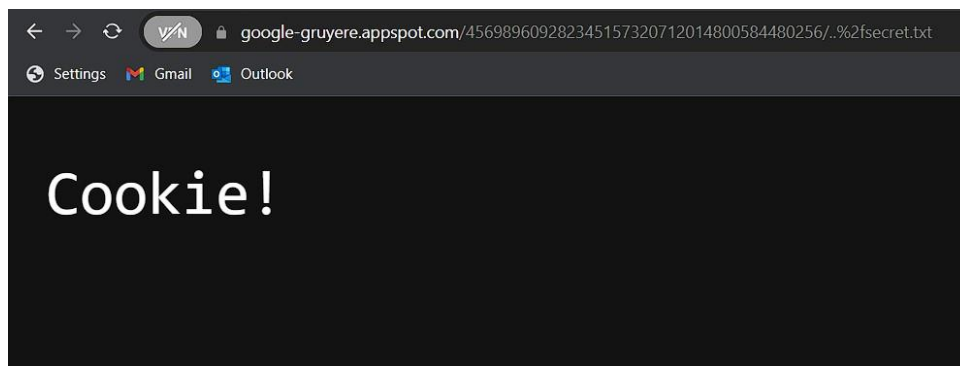 VPN google-gruyere.appspot.com/456989609282345157320712014800584480256/..%2fsecret.txt
Settings Gmail Outlook
Cookie!